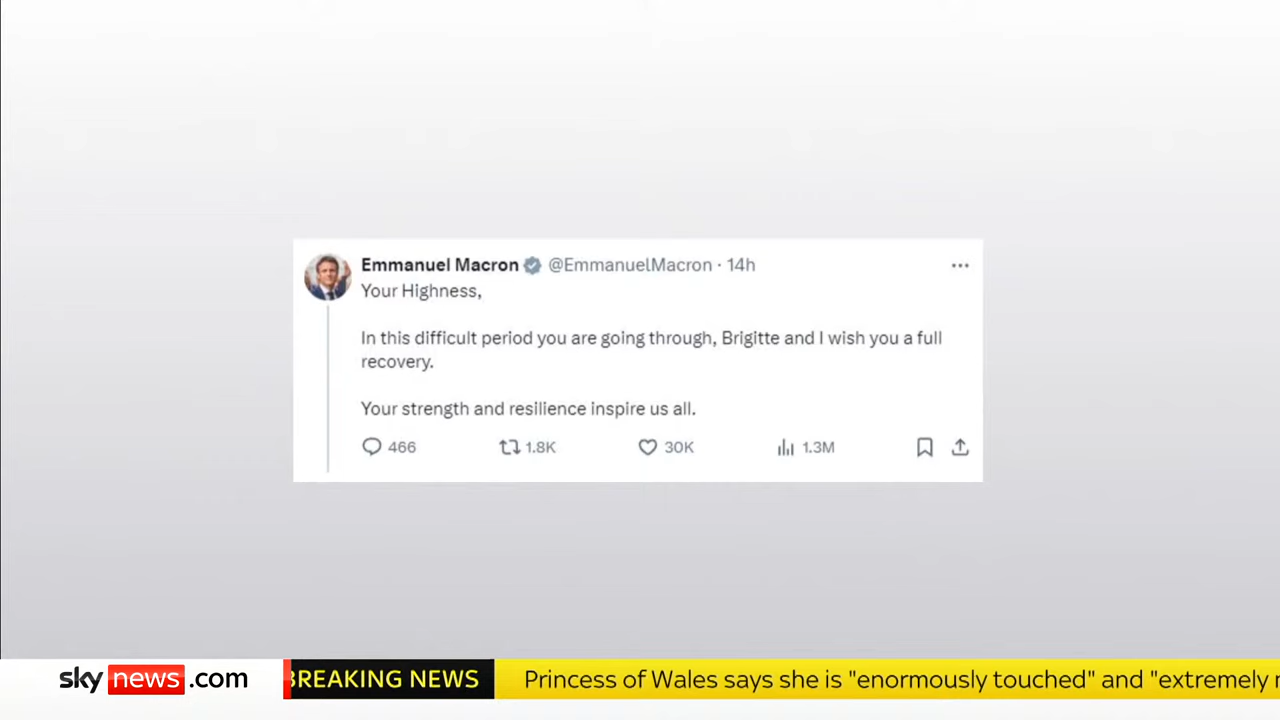 Emmanuel Macron @EmmanuelMacron · 14h
Your Highness,
In this difficult period you are going through, Brigitte and I wish you a full
recovery.
Your strength and resilience inspire us all.
466 1.8K 30K 1.3M
sky news .com BREAKING NEWS Princess of Wales says she is "enormously touched" and "extremely